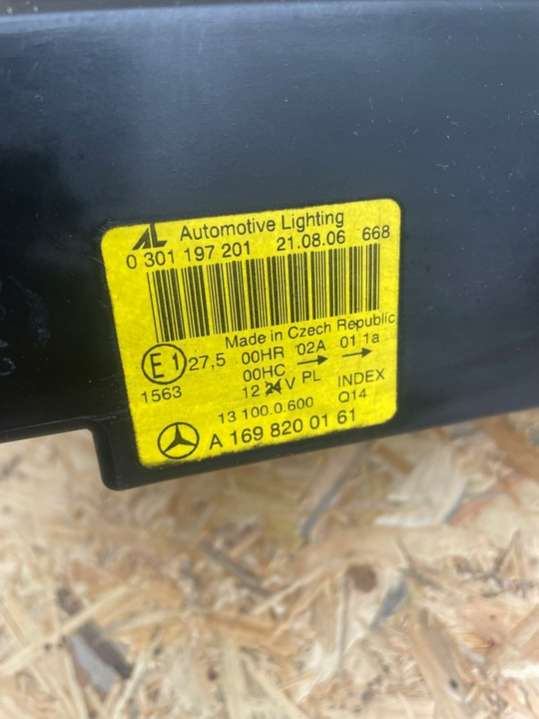 AL Automotive Lighting
0 301 197 201 21.08.06 668
Made in Czech Republic
E1 27,5 00HR 02A 01 1a
00HC → →
1563 12 24 V PL INDEX
13 100 0.600 Q14
A 169 820 01 61